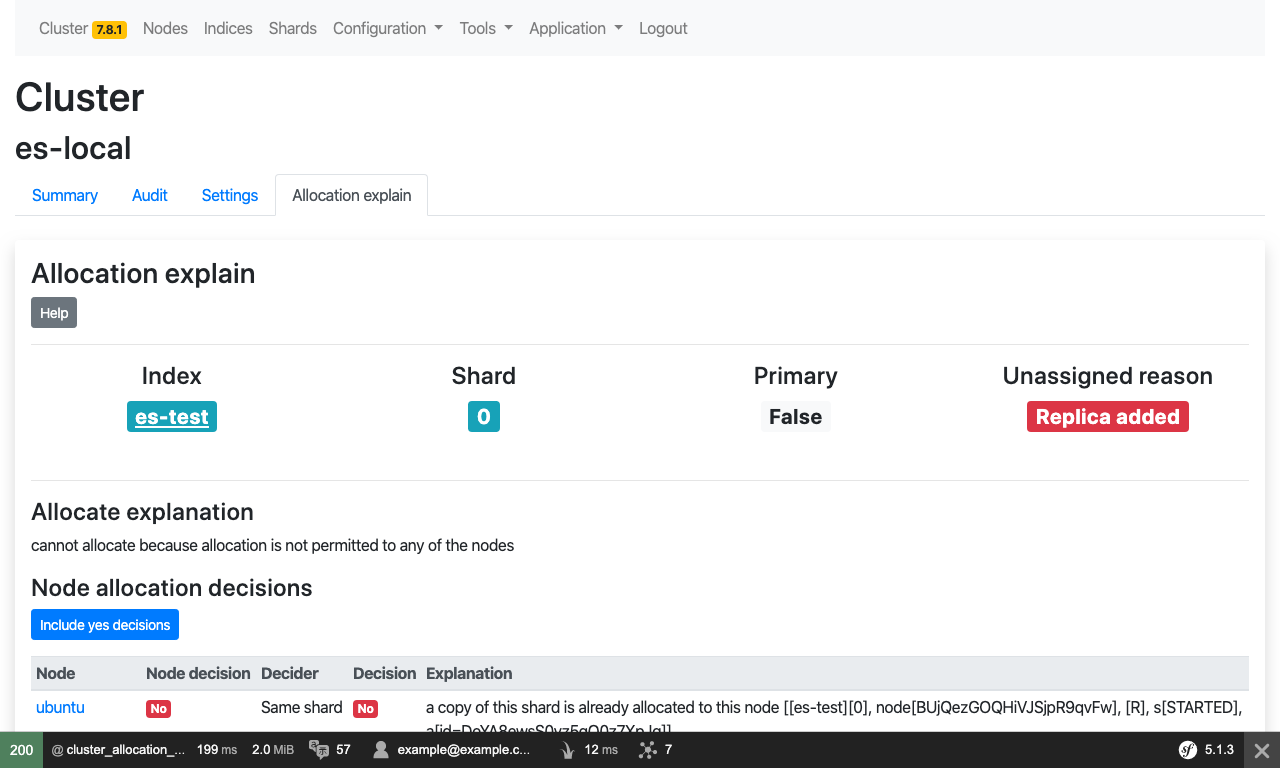 Cluster 7.8.1 Nodes Indices Shards Configuration Tools Application Logout
Cluster
es-local
Summary Audit Settings Allocation explain
Allocation explain
Help
Index Shard Primary Unassigned reason
es-test 0 False Replica added
Allocate explanation
cannot allocate because allocation is not permitted to any of the nodes
Node allocation decisions
Include yes decisions
Node Node decision Decider Decision Explanation
ubuntu No Same shard No a copy of this shard is already allocated to this node [[es-test][0], node[BUjQezGOQHiVJSjpR9qvFw], [R], s[STARTED],
200 @ cluster_allocation_... 199 ms 2.0 MiB 57 example@example.c... 12 ms 7 sf 5.1.3